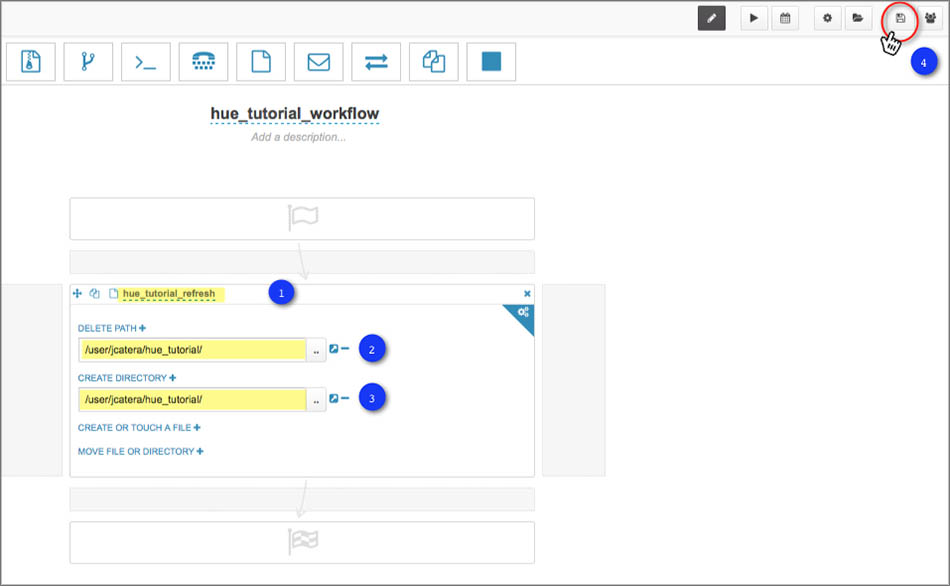 4
hue_tutorial_workflow
Add a description...
hue_tutorial_refresh
1
DELETE PATH +
/user/jcatera/hue_tutorial/
..
2
CREATE DIRECTORY +
/user/jcatera/hue_tutorial/
..
3
CREATE OR TOUCH A FILE +
MOVE FILE OR DIRECTORY +